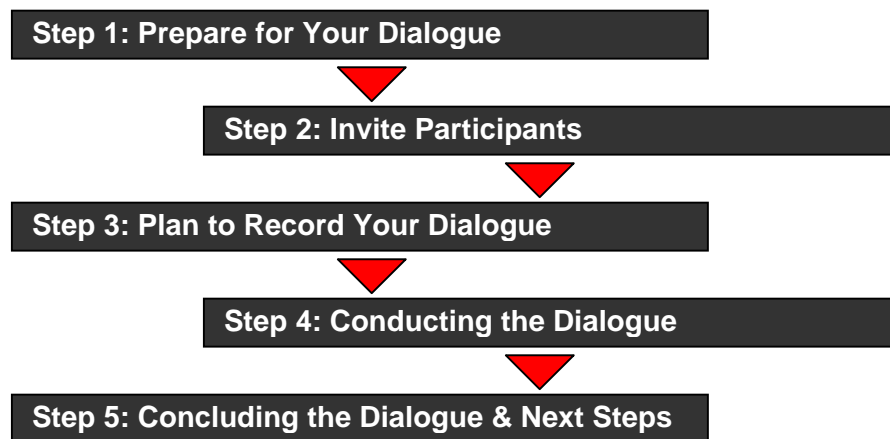 Step 1: Prepare for Your Dialogue
Step 2: Invite Participants
Step 3: Plan to Record Your Dialogue
Step 4: Conducting the Dialogue
Step 5: Concluding the Dialogue & Next Steps